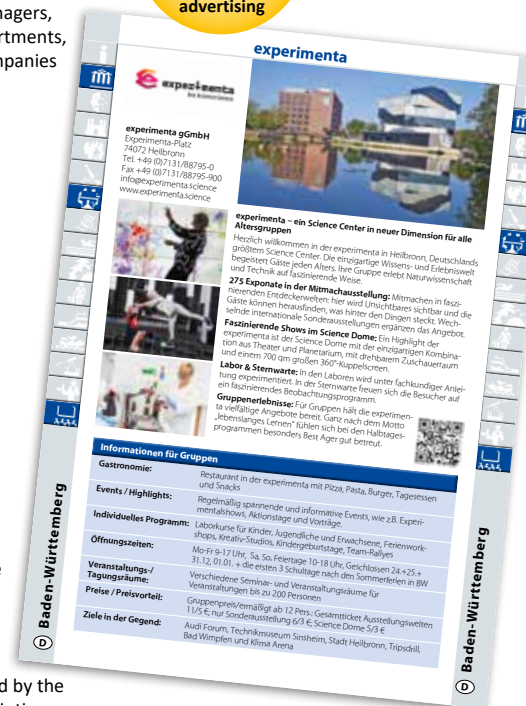 nagers,
artments,
mpanies
advertising
experimenta
experimenta
experimenta gGmbH
Experimenta-Platz
74072 Heilbronn
Tel. +49 (0)7131/88795-0
Fax +49 (0)7131/88795-900
info@experimenta.science
www.experimenta.science
experimenta – ein Science Center in neuer Dimension für alle
Altersgruppen
Herzlich willkommen in der experimenta in Heilbronn, Deutschlands
größtem Science Center. Die einzigartige Wissens- und Erlebniswelt
begeistert Gäste jeden Alters. Ihre Gruppe erlebt Naturwissenschaft
und Technik auf faszinierende Weise.
275 Exponate in der Mitmachausstellung: Mitmachen in faszi-
nierenden Entdeckerwelten: hier wird Unsichtbares sichtbar und die
Gäste können herausfinden, was hinter den Dingen steckt. Wech-
selnde internationale Sonderausstellungen ergänzen das Angebot.
Faszinierende Shows im Science Dome: Ein Highlight der
experimenta ist der Science Dome mit der einzigartigen Kombina-
tion aus Theater und Planetarium, mit drehbarem Zuschauerraum
und einem 700 qm großen 360°-Kuppelscreen.
Labor & Sternwarte: In den Laboren wird unter fachkundiger Anlei-
tung experimentiert. In der Sternwarte freuen sich die Besucher auf
ein faszinierendes Beobachtungsprogramm.
Gruppenerlebnisse: Für Gruppen hält die experimen-
ta vielfältige Angebote bereit. Ganz nach dem Motto
„lebenslanges Lernen" fühlen sich bei den Halbtages-
programmen besonders Best Ager gut betreut.
Informationen für Gruppen
Gastronomie: Restaurant in der experimenta mit Pizza, Pasta, Burger, Tagesessen
und Snacks
Events / Highlights: Regelmäßig spannende und informative Events, wie z.B. Experi-
mentalshows, Aktionstage und Vorträge.
Individuelles Programm: Laborkurse für Kinder, Jugendliche und Erwachsene, Ferienwork-
shops, Kreativ-Studios, Kindergeburtstage, Team-Rallyes
Öffnungszeiten: Mo-Fr 9-17 Uhr, Sa, So, Feiertage 10-18 Uhr, Geschlossen 24.+25.+
31.12, 01.01. + die ersten 3 Schultage nach den Sommerferien in BW
Veranstaltungs-/ Verschiedene Seminar- und Veranstaltungsräume für
Tagungsräume: Veranstaltungen bis zu 200 Personen
Preise / Preisvorteil: Gruppenpreis/ermäßigt ab 12 Pers.: Gesamtticket Ausstellungswelten
11/5 €; nur Sonderausstellung 6/3 €; Science Dome 5/3 €
Ziele in der Gegend: Audi Forum, Technikmuseum Sinsheim, Stadt Heilbronn, Tripsdrill,
Bad Wimpfen und Klima Arena
Baden-Württemberg
D
Baden-Württemberg
D
e
d by the